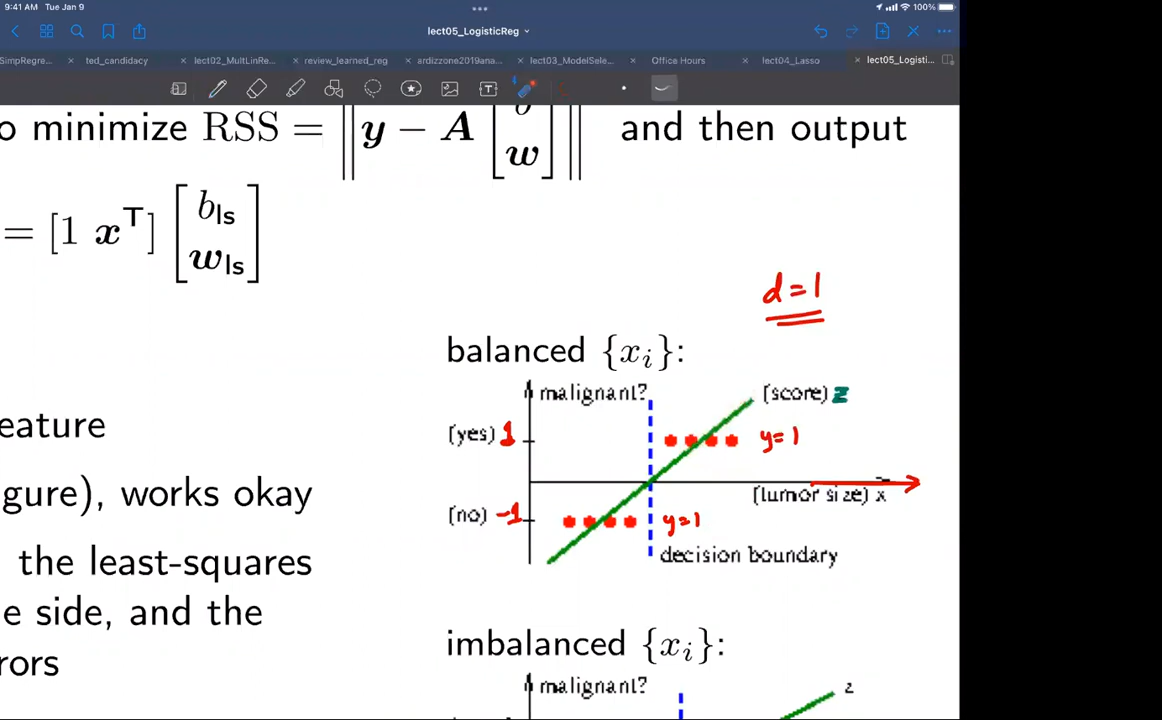 9:41 AM Tue Jan 9
100%
lect05_LogisticReg
SimpRegre...
ted_candidacy
lect02_MultLinRe...
review_learned_reg
ardizzone2019ana...
lect03_ModelSele...
Office Hours
lect04_Lasso
lect05_Logisti...
o minimize RSS = ‖y − A [b w]‖ and then output
= [1 xᵀ] [b_ls w_ls]
d=1
balanced {x_i}:
malignant?
(score) z
eature
(yes) 1
y=1
gure), works okay
(tumor size) x
(no) -1
y=1
the least-squares
decision boundary
e side, and the
imbalanced {x_i}:
rors
malignant?
z